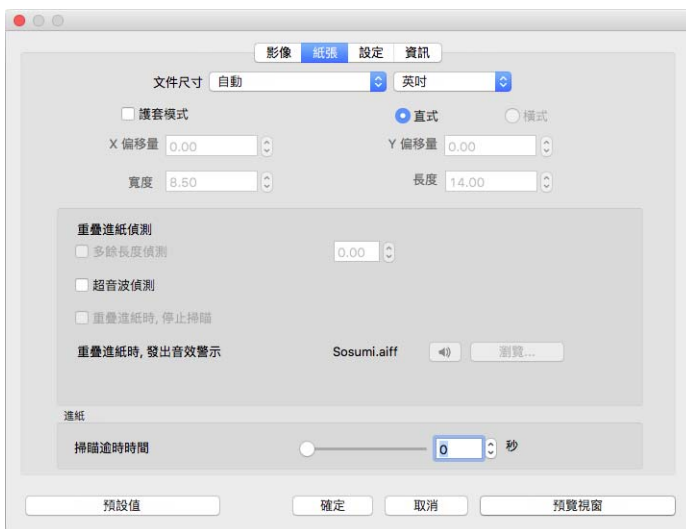 影像 紙張 設定 資訊
文件尺寸 自動 英吋
護套模式 直式 橫式
X 偏移量 0.00 Y 偏移量 0.00
寬度 8.50 長度 14.00
重疊進紙偵測
多餘長度偵測 0.00
超音波偵測
重疊進紙時, 停止掃瞄
重疊進紙時, 發出音效警示 Sosumi.aiff 瀏覽...
進紙
掃瞄逾時時間 0 秒
預設值 確定 取消 預覽視窗